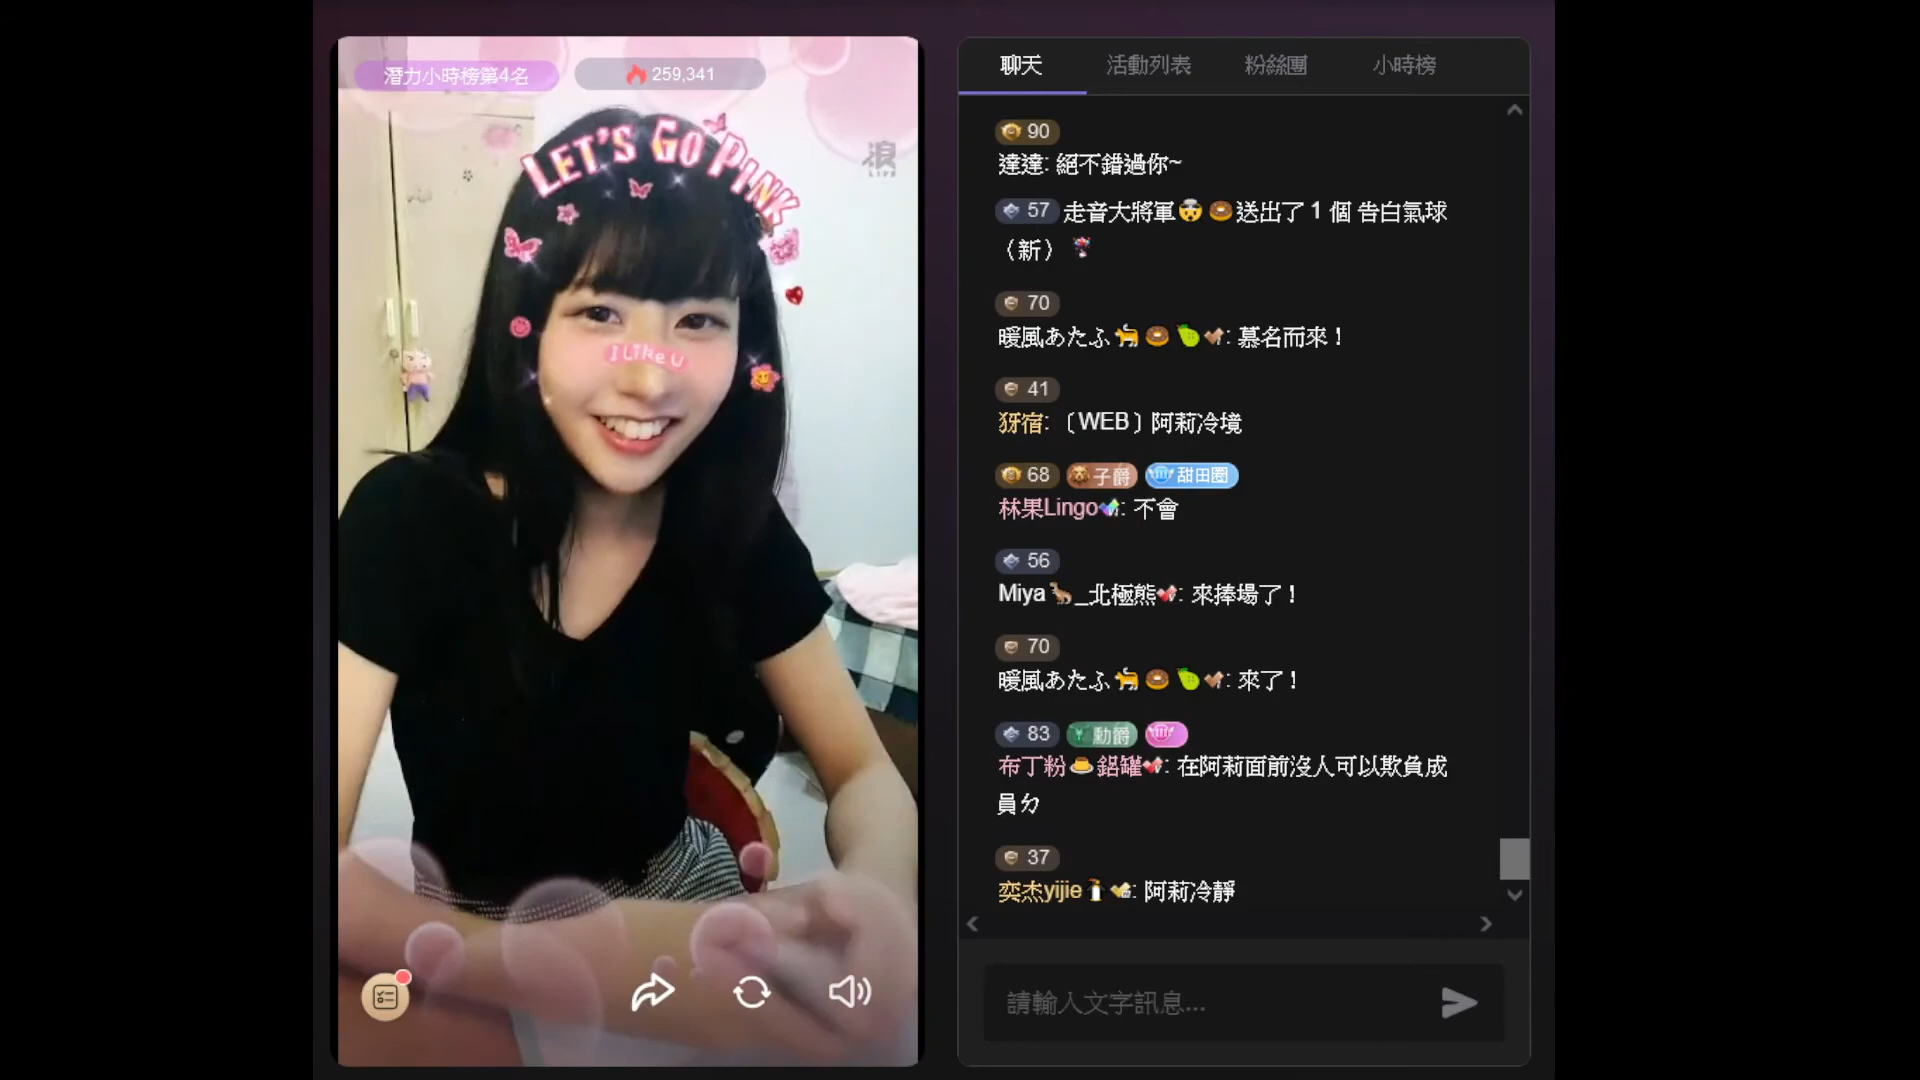 潛力小時榜第4名
259,341
LET'S GO PINK
浪
LIVE
I Like U
聊天 活動列表 粉絲團 小時榜
90
達達: 絕不錯過你~
57 走音大將軍🤯🍩送出了 1 個 告白氣球
（新）
70
暖風あたふ🐈🍩🍐: 慕名而來！
41
犽宿: 〔WEB〕阿莉冷境
68 子爵 甜田圈
林果Lingo: 不會
56
Miya🦕_北極熊: 來捧場了！
70
暖風あたふ🐈🍩🍐: 來了！
83 勳爵
布丁粉🍮鋁罐: 在阿莉面前沒人可以欺負成
員ㄉ
37
奕杰yijie🐧: 阿莉冷靜
請輸入文字訊息...